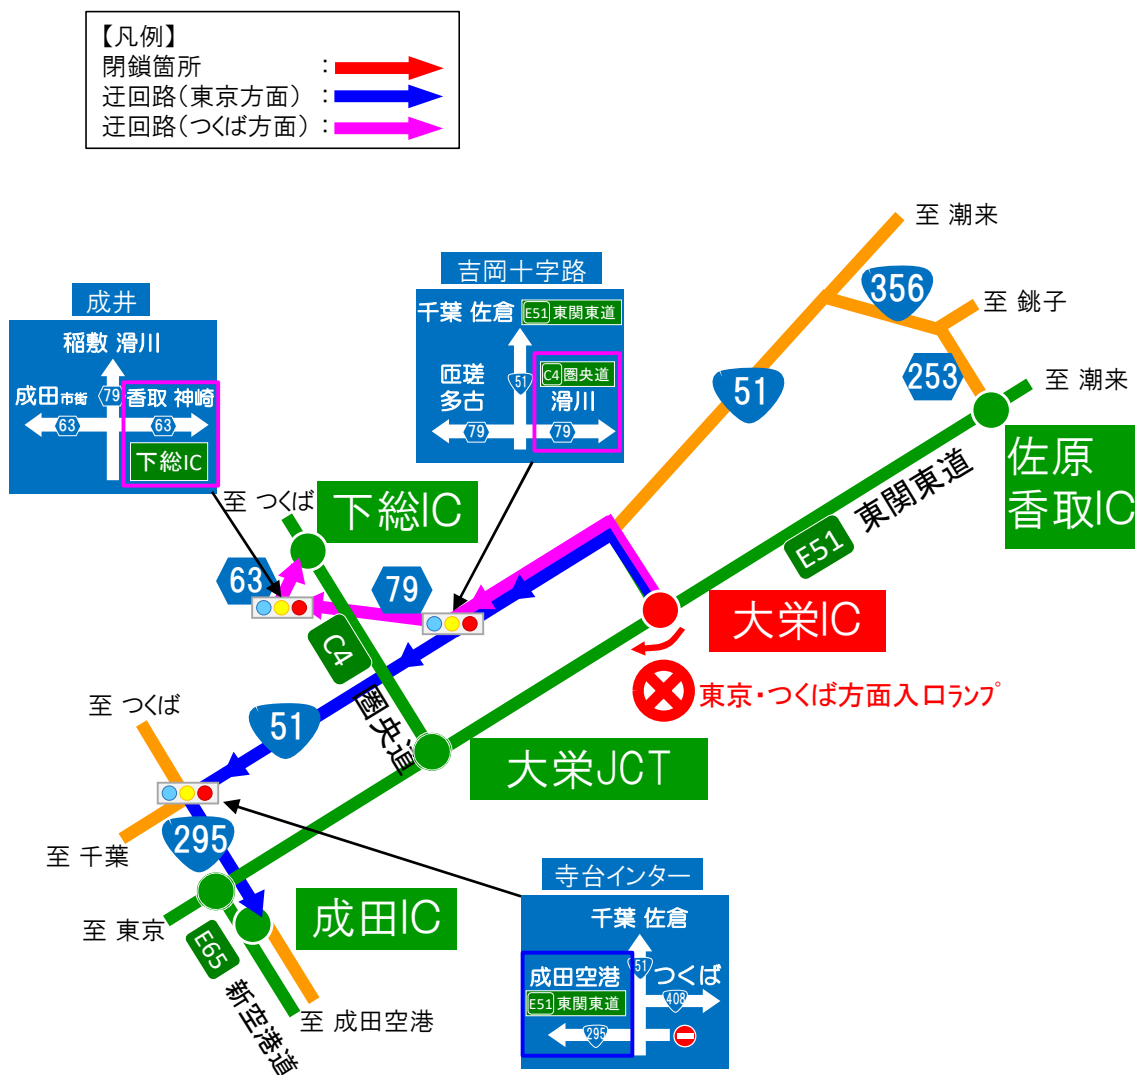 【凡例】
閉鎖箇所 :
迂回路(東京方面) :
迂回路(つくば方面) :
至 潮来
356
至 銚子
253
至 潮来
51
佐原
香取IC
東関東道
E51
吉岡十字路
千葉 佐倉 E51 東関東道
51
匝瑳
多古
C4 圏央道
滑川
79
79
成井
稲敷 滑川
79
成田市街
香取 神崎
63
63
下総IC
至 つくば
下総IC
63
79
大栄IC
東京・つくば方面入口ランプ
C4
圏央道
至 つくば
51
大栄JCT
295
至 千葉
至 東京
成田IC
E65
新空港道
至 成田空港
寺台インター
千葉 佐倉
51
成田空港
つくば
E51 東関東道
408
295